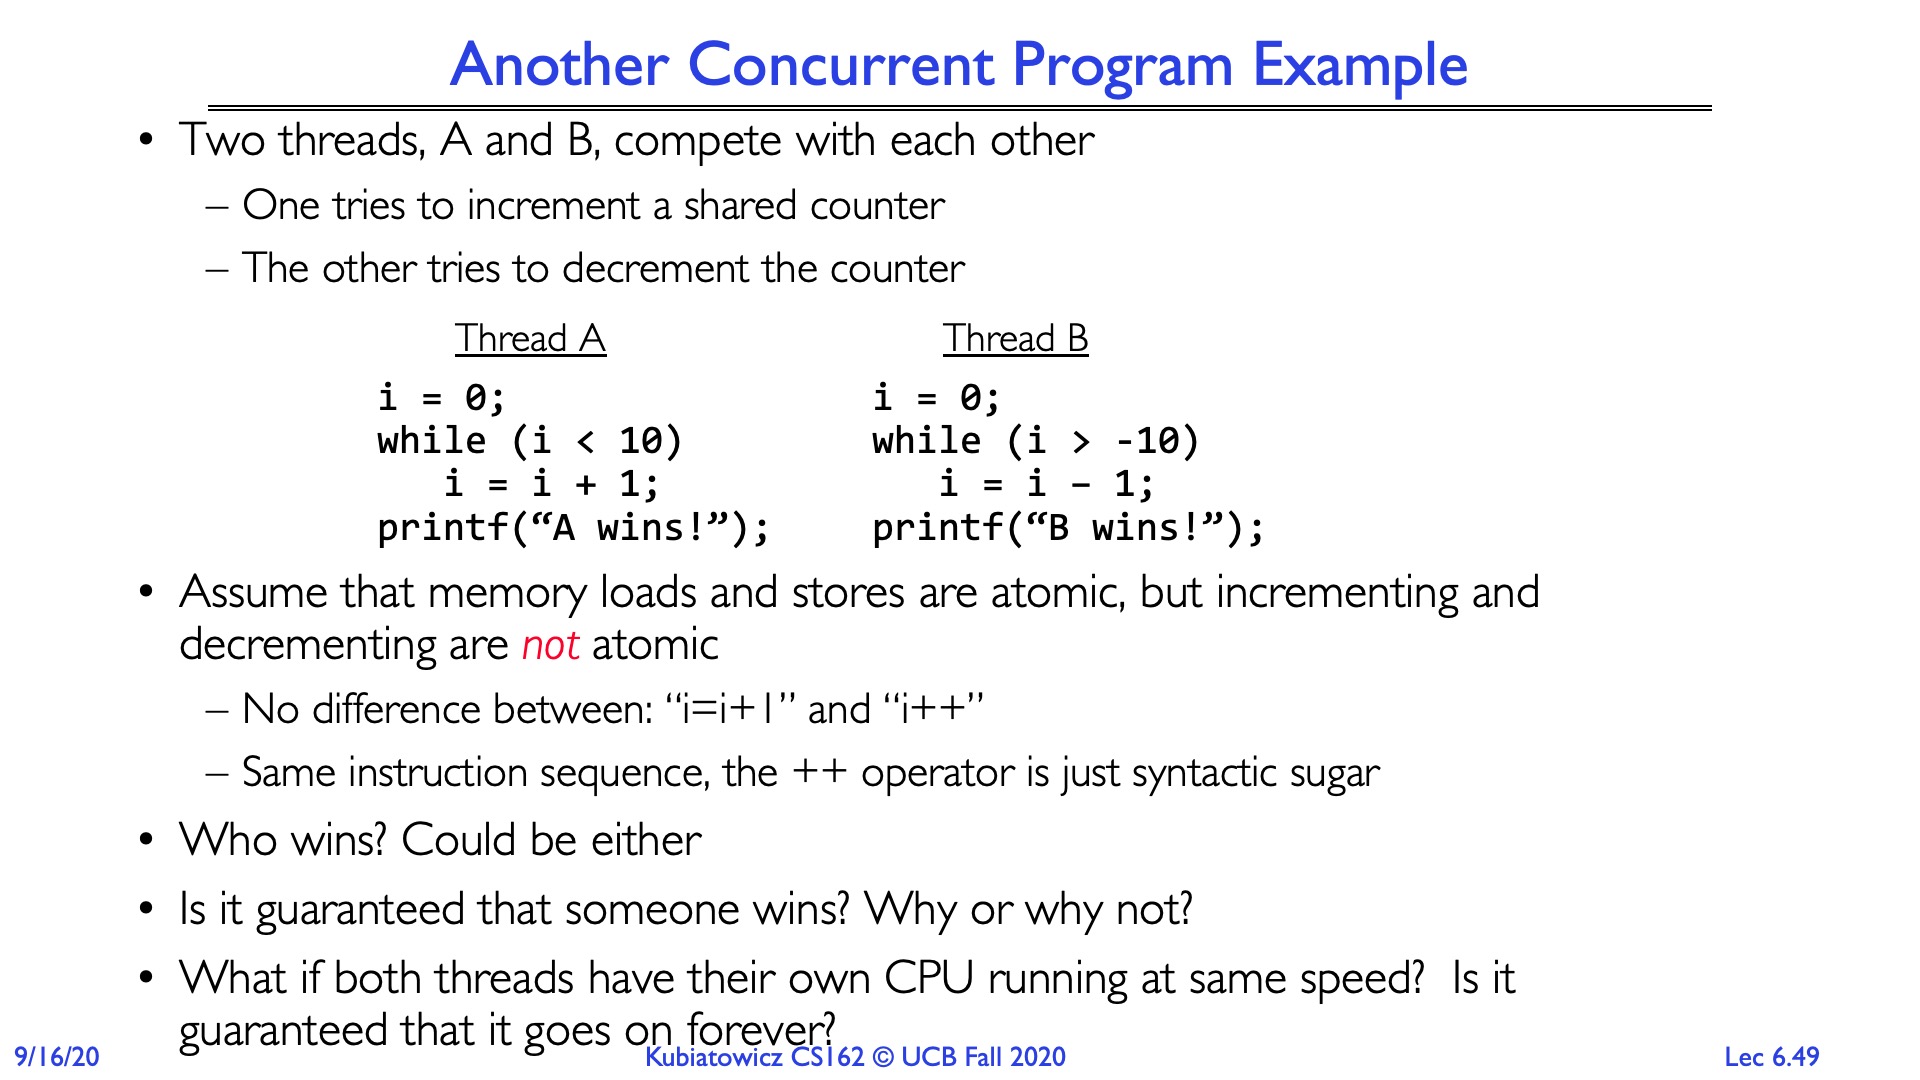 Another Concurrent Program Example
• Two threads, A and B, compete with each other
– One tries to increment a shared counter
– The other tries to decrement the counter
Thread A Thread B
i = 0; i = 0;
while (i < 10) while (i > -10)
i = i + 1; i = i – 1;
printf(“A wins!”); printf(“B wins!”);
• Assume that memory loads and stores are atomic, but incrementing and
decrementing are not atomic
– No difference between: “i=i+1” and “i++”
– Same instruction sequence, the ++ operator is just syntactic sugar
• Who wins? Could be either
• Is it guaranteed that someone wins? Why or why not?
• What if both threads have their own CPU running at same speed? Is it
guaranteed that it goes on forever?
9/16/20 Kubiatowicz CS162 © UCB Fall 2020 Lec 6.49